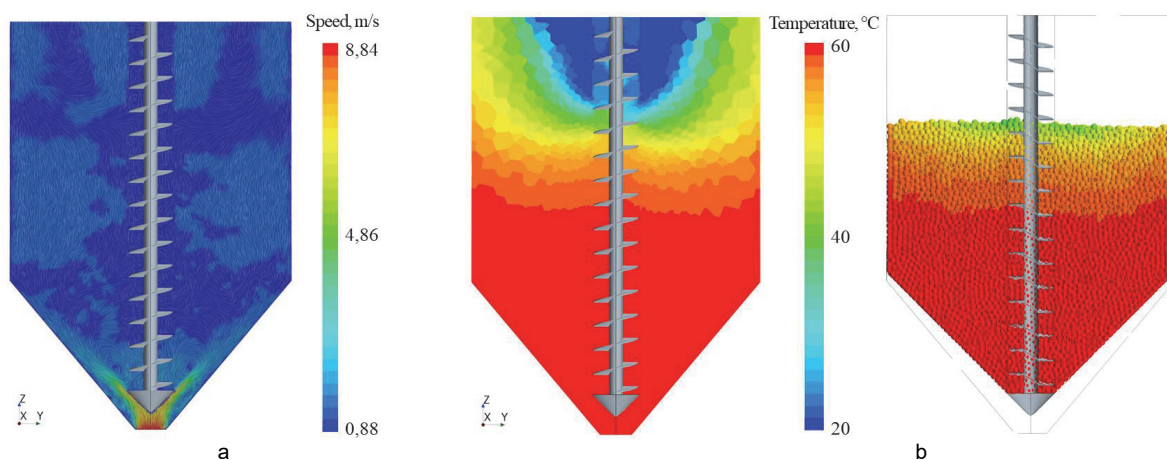 Speed, m/s
8,84
4,86
0,88
Z
X Y
a
Temperature, °C
60
40
20
Z
X Y
Z
X Y
b